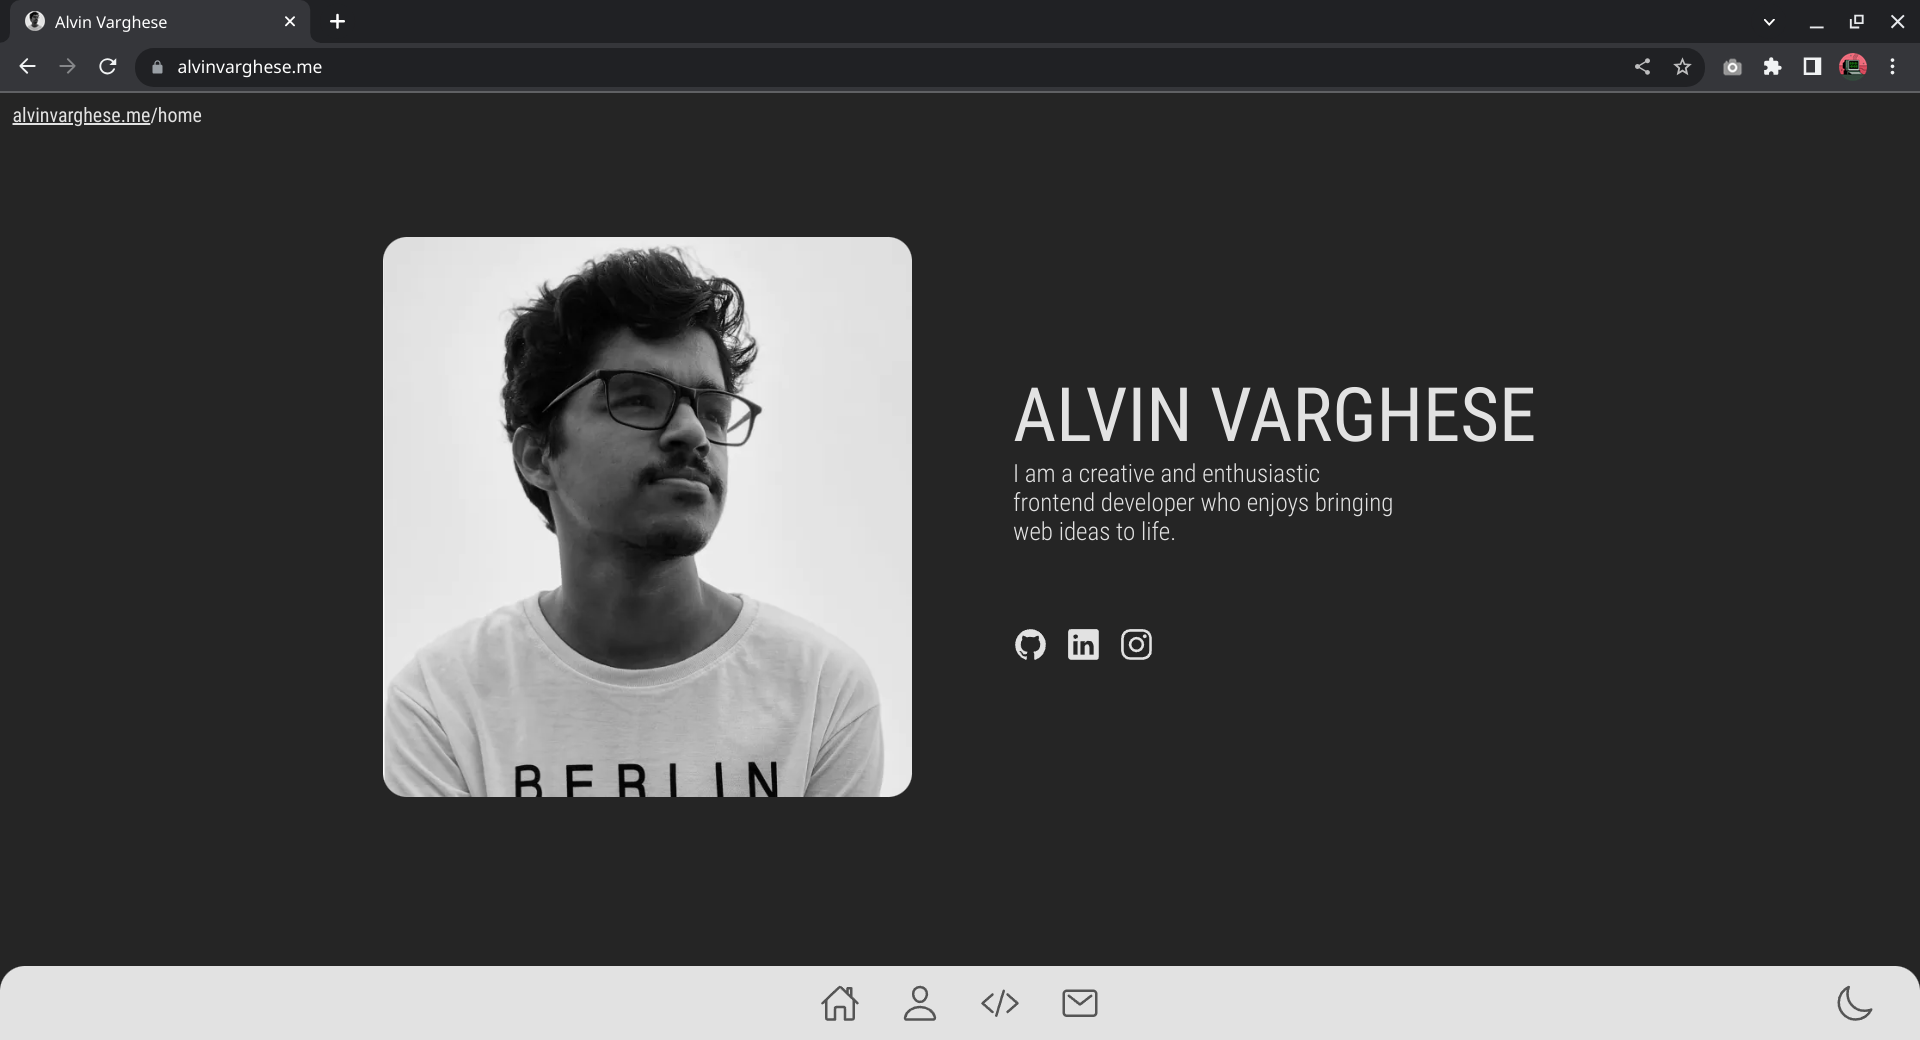 Alvin Varghese
alvinvarghese.me
alvinvarghese.me/home
ALVIN VARGHESE
I am a creative and enthusiastic
frontend developer who enjoys bringing
web ideas to life.
in
BERLIN